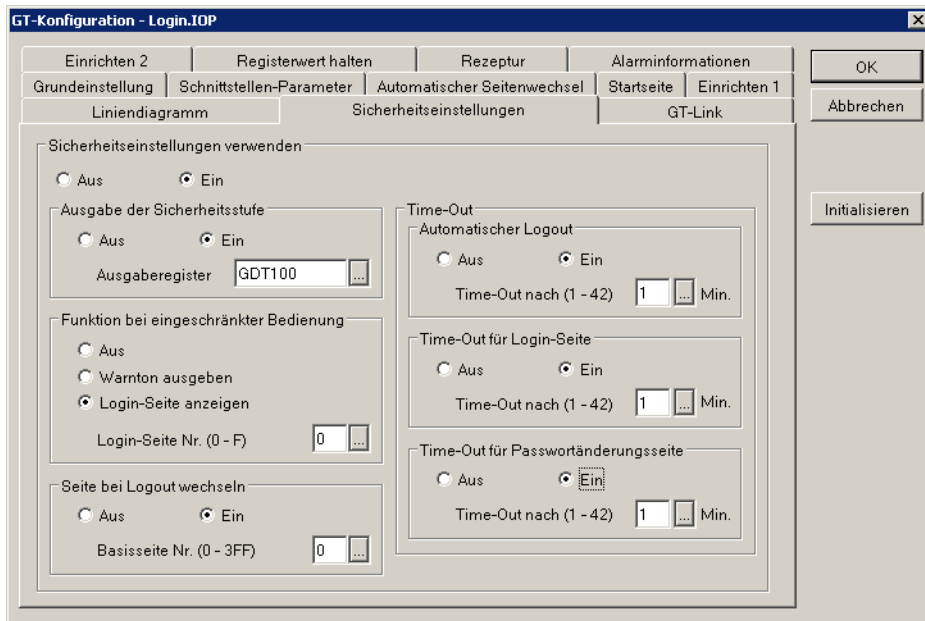 GT-Konfiguration - Login.IOP
Einrichten 2 Registerwert halten Rezeptur Alarminformationen
Grundeinstellung Schnittstellen-Parameter Automatischer Seitenwechsel Startseite Einrichten 1
Liniendiagramm Sicherheitseinstellungen GT-Link
OK
Abbrechen
Initialisieren
Sicherheitseinstellungen verwenden
Aus Ein
Ausgabe der Sicherheitsstufe
Aus Ein
Ausgaberegister GDT100 ...
Funktion bei eingeschränkter Bedienung
Aus
Warnton ausgeben
Login-Seite anzeigen
Login-Seite Nr. (0 - F) 0 ...
Seite bei Logout wechseln
Aus Ein
Basisseite Nr. (0 - 3FF) 0 ...
Time-Out
Automatischer Logout
Aus Ein
Time-Out nach (1 - 42) 1 ... Min.
Time-Out für Login-Seite
Aus Ein
Time-Out nach (1 - 42) 1 ... Min.
Time-Out für Passwortänderungsseite
Aus Ein
Time-Out nach (1 - 42) 1 ... Min.